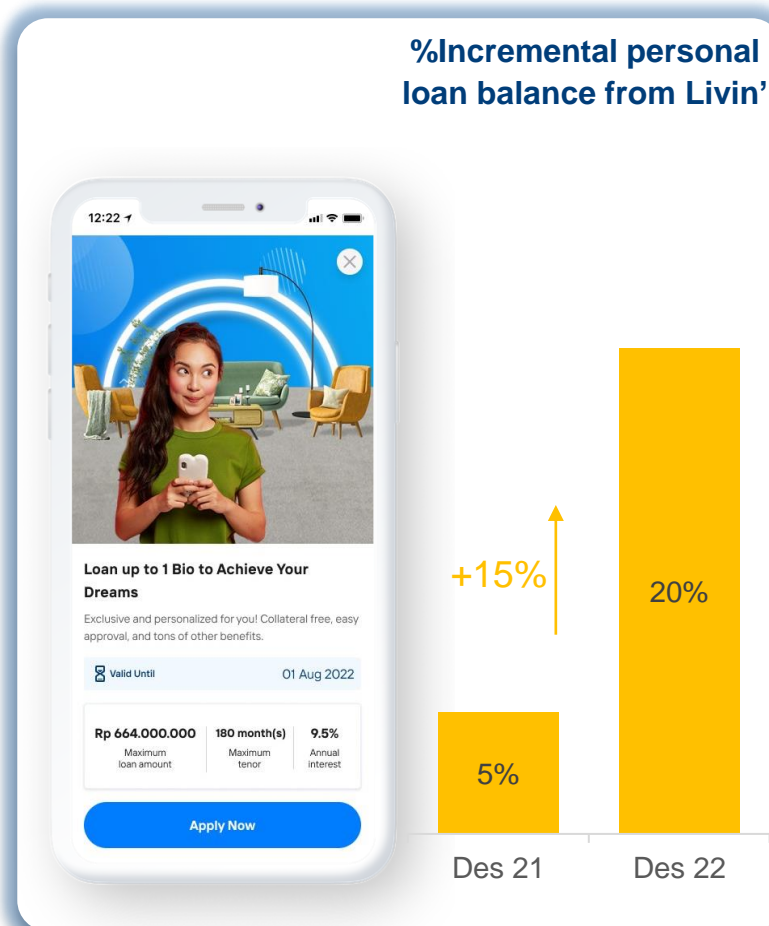 %Incremental personal
loan balance from Livin'
12:22
Loan up to 1 Bio to Achieve Your
Dreams
Exclusive and personalized for you! Collateral free, easy
approval, and tons of other benefits.
Valid Until 01 Aug 2022
Rp 664.000.000 180 month(s) 9.5%
Maximum Maximum Annual
loan amount tenor interest
Apply Now
+15%
20%
5%
Des 21 Des 22